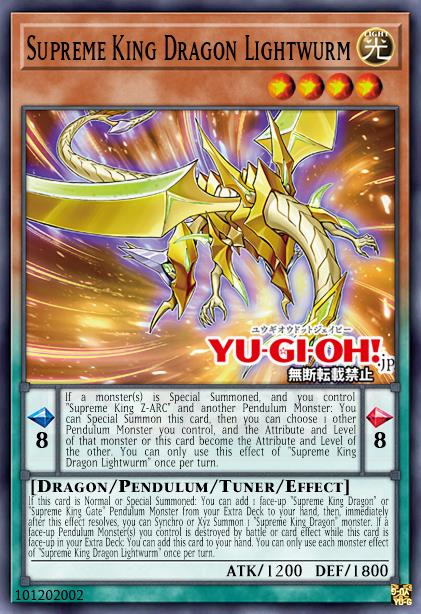 Supreme King Dragon Lightwurm
LIGHT
光
ユウギオウドットジェイピー
YU-GI-OH!.jp
無断転載禁止
If a monster(s) is Special Summoned, and you control
"Supreme King Z-ARC" and another Pendulum Monster: You
can Special Summon this card, then you can choose 1 other
Pendulum Monster you control, and the Attribute and Level
of that monster or this card become the Attribute and Level of
the other. You can only use this effect of "Supreme King
Dragon Lightwurm" once per turn.
8
8
[Dragon/Pendulum/Tuner/Effect]
If this card is Normal or Special Summoned: You can add 1 face-up "Supreme King Dragon" or
"Supreme King Gate" Pendulum Monster from your Extra Deck to your hand, then, immediately
after this effect resolves, you can Synchro or Xyz Summon 1 "Supreme King Dragon" monster. If a
face-up Pendulum Monster(s) you control is destroyed by battle or card effect while this card is
face-up in your Extra Deck: You can add this card to your hand. You can only use each monster effect
of "Supreme King Dragon Lightwurm" once per turn.
ATK/1200 DEF/1800
101202002